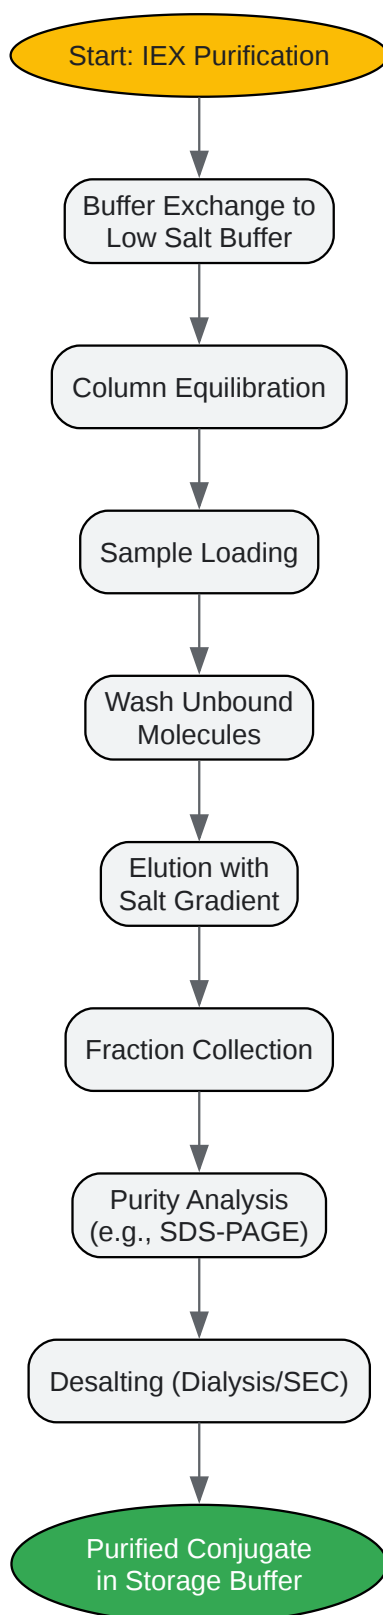 Start: IEX Purification
Buffer Exchange to
Low Salt Buffer
Column Equilibration
Sample Loading
Wash Unbound
Molecules
Elution with
Salt Gradient
Fraction Collection
Purity Analysis
(e.g., SDS-PAGE)
Desalting (Dialysis/SEC)
Purified Conjugate
in Storage Buffer